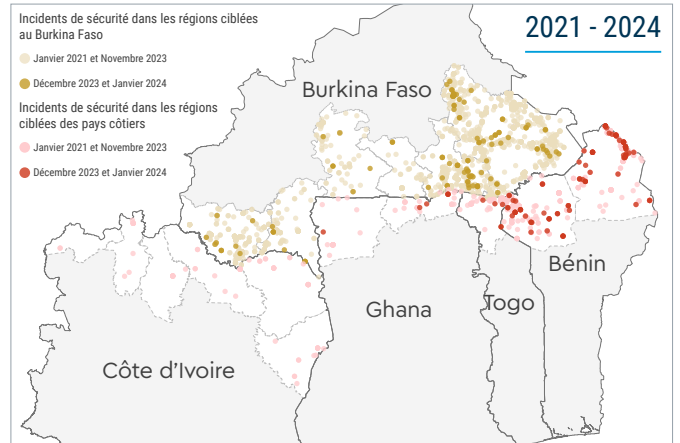 Incidents de sécurité dans les régions ciblées
au Burkina Faso
Janvier 2021 et Novembre 2023
Décembre 2023 et Janvier 2024
Incidents de sécurité dans les régions
ciblées des pays côtiers
Janvier 2021 et Novembre 2023
Décembre 2023 et Janvier 2024
2021 - 2024
Burkina Faso
Bénin
Ghana
Togo
Côte d'Ivoire